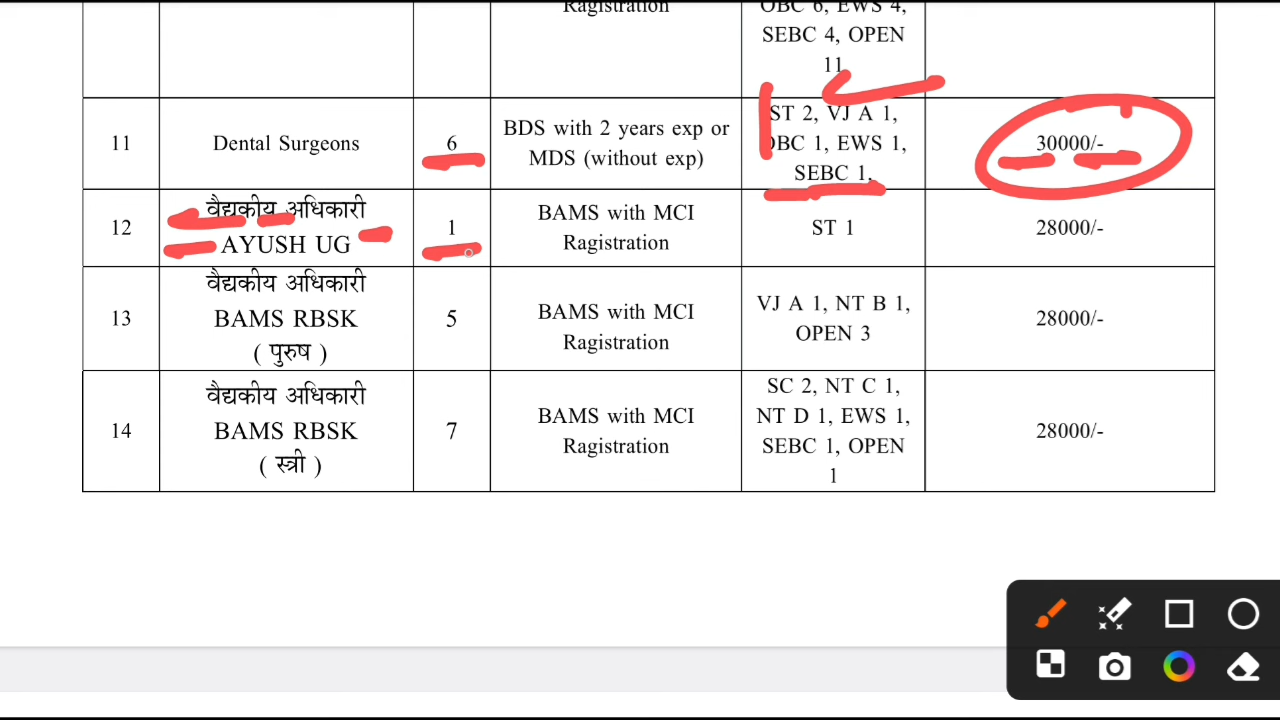 Ragistration
OBC 6, EWS 4,
SEBC 4, OPEN
11
11
Dental Surgeons
6
BDS with 2 years exp or
MDS (without exp)
ST 2, VJ A 1,
OBC 1, EWS 1,
SEBC 1,
30000/-
12
वैद्यकीय अधिकारी
AYUSH UG
1
BAMS with MCI
Ragistration
ST 1
28000/-
13
वैद्यकीय अधिकारी
BAMS RBSK
( पुरुष )
5
BAMS with MCI
Ragistration
VJ A 1, NT B 1,
OPEN 3
28000/-
14
वैद्यकीय अधिकारी
BAMS RBSK
( स्त्री )
7
BAMS with MCI
Ragistration
SC 2, NT C 1,
NT D 1, EWS 1,
SEBC 1, OPEN
1
28000/-